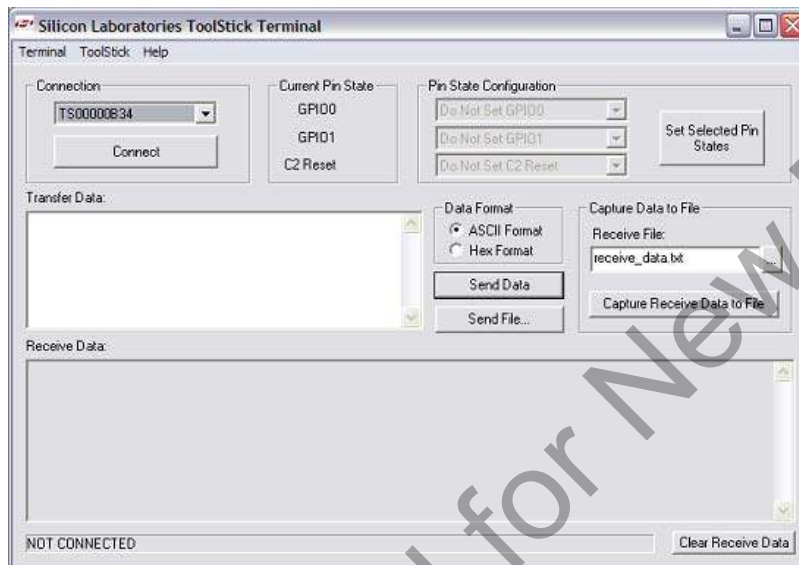 Silicon Laboratories ToolStick Terminal
Terminal ToolStick Help
Connection
TS00000B34
Connect
Current Pin State
GPIO0
GPIO1
C2 Reset
Pin State Configuration
Do Not Set GPIO0
Do Not Set GPIO1
Do Not Set C2 Reset
Set Selected Pin
States
Transfer Data:
Data Format
ASCII Format
Hex Format
Send Data
Send File...
Capture Data to File
Receive File:
receive_data.txt
...
Capture Receive Data to File
Receive Data:
NOT CONNECTED
Clear Receive Data
for New